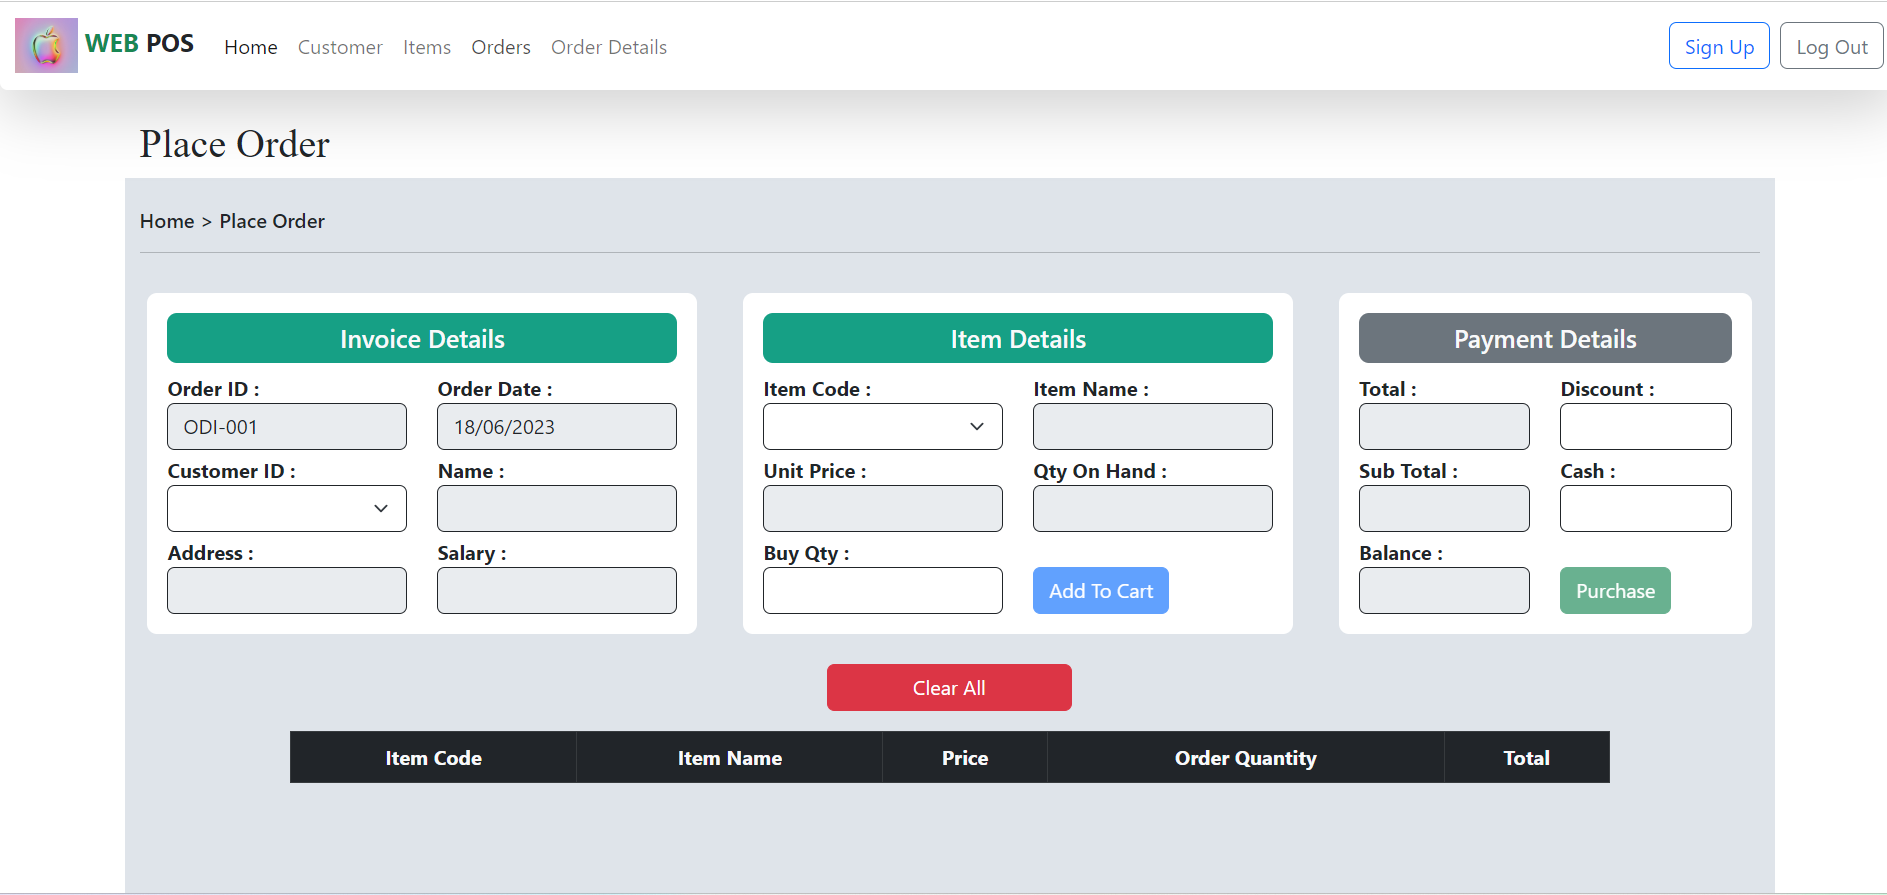 WEB POS Home Customer Items Orders Order Details Sign Up Log Out
Place Order
Home > Place Order
Invoice Details
Order ID : Order Date :
ODI-001 18/06/2023
Customer ID : Name :
Address : Salary :
Item Details
Item Code : Item Name :
Unit Price : Qty On Hand :
Buy Qty :
Add To Cart
Payment Details
Total : Discount :
Sub Total : Cash :
Balance :
Purchase
Clear All
Item Code Item Name Price Order Quantity Total